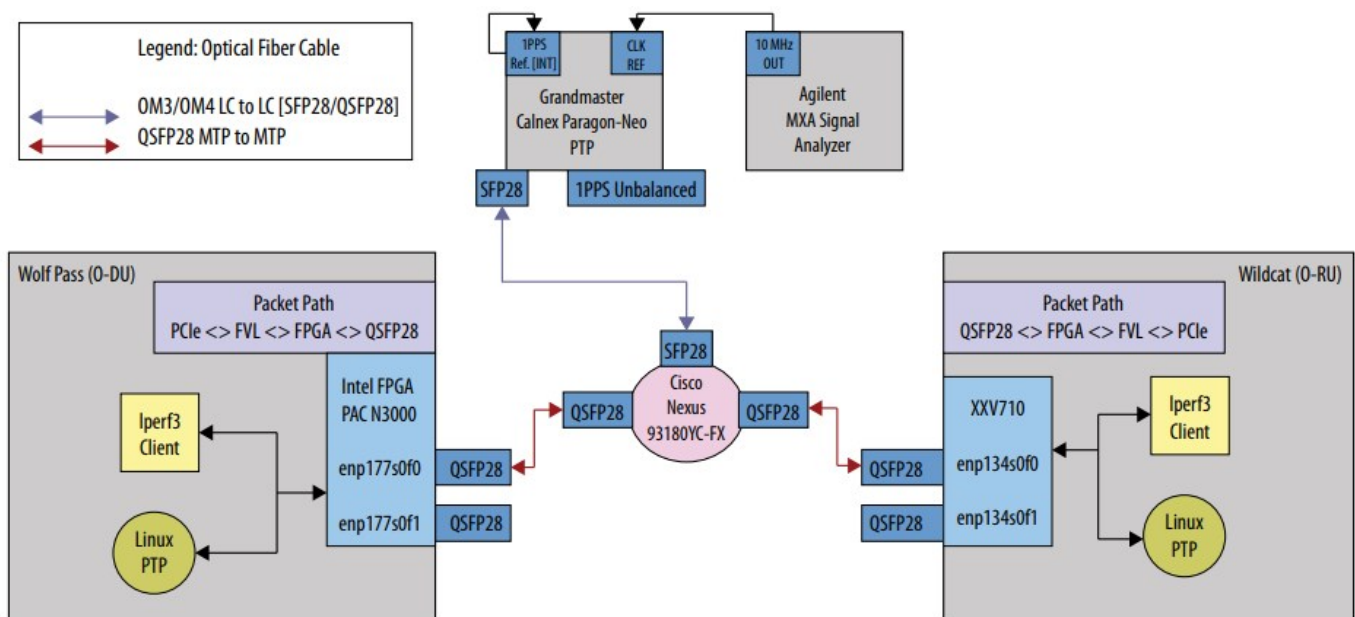 Legend: Optical Fiber Cable
OM3/OM4 LC to LC [SFP28/QSFP28]
QSFP28 MTP to MTP
1PPS
Ref. [INT]
CLK
REF
Grandmaster
Calnex Paragon-Neo
PTP
SFP28
1PPS Unbalanced
10 MHz
OUT
Agilent
MXA Signal
Analyzer
Wolf Pass (O-DU)
Packet Path
PCIe <> FVL <> FPGA <> QSFP28
Intel FPGA
PAC N3000
enp177s0f0
enp177s0f1
Iperf3
Client
Linux
PTP
QSFP28
QSFP28
SFP28
Cisco
Nexus
93180YC-FX
QSFP28
QSFP28
Wildcat (O-RU)
Packet Path
QSFP28 <> FPGA <> FVL <> PCIe
XXV710
enp134s0f0
enp134s0f1
QSFP28
QSFP28
Iperf3
Client
Linux
PTP